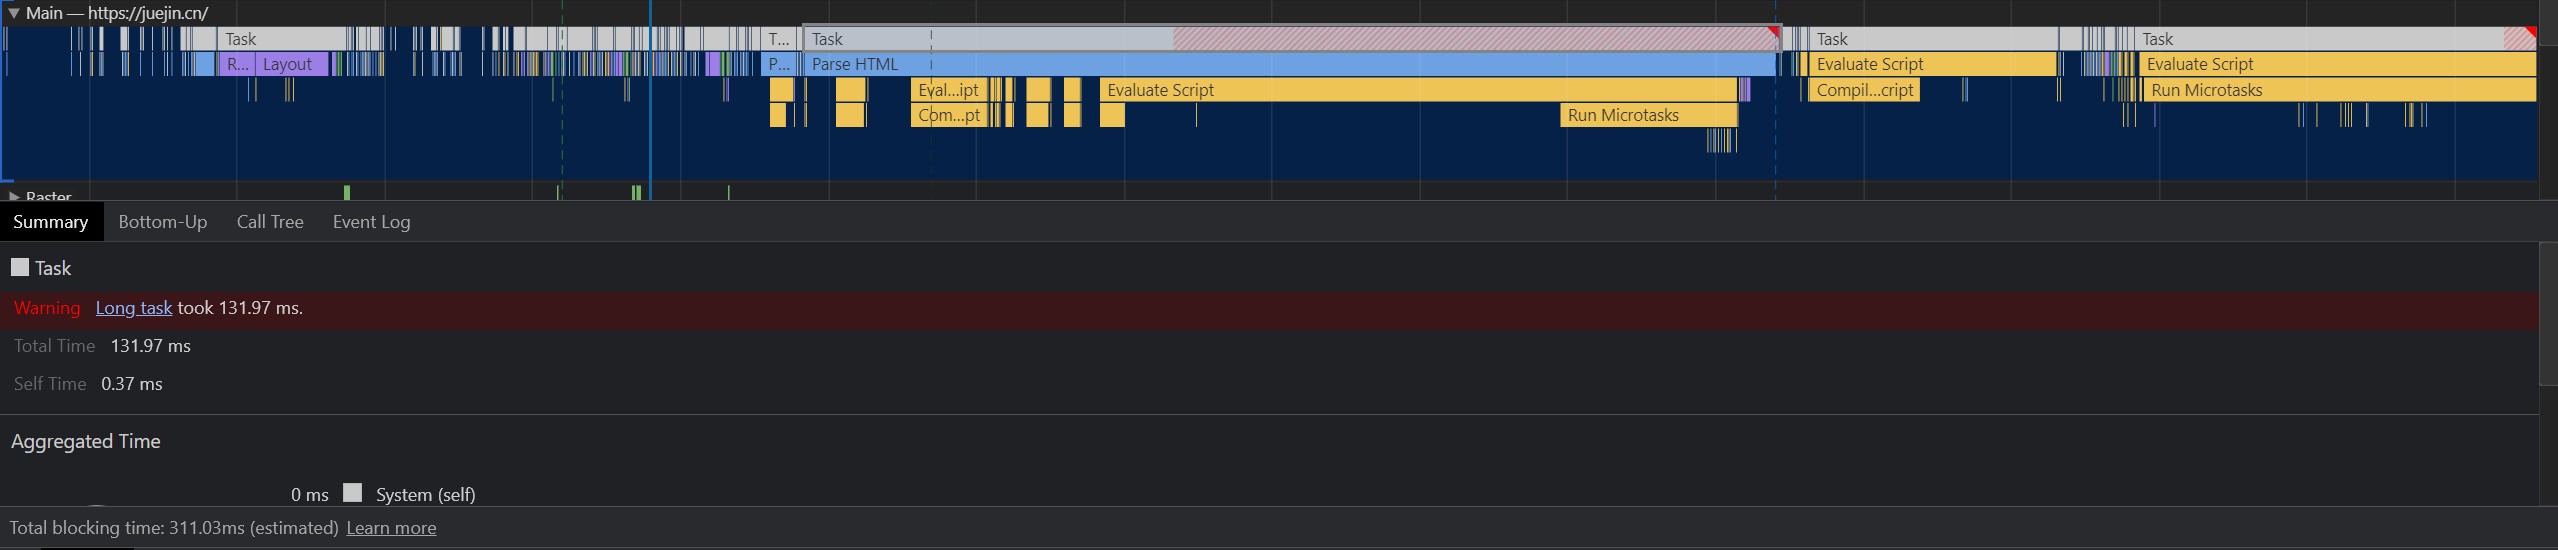 Main — https://juejin.cn/
Task T... Task Task Task
R... Layout P... Parse HTML Evaluate Script Evaluate Script
Eval...ipt Evaluate Script Compil...cript Run Microtasks
Com...pt Run Microtasks
Raster
Summary Bottom-Up Call Tree Event Log
Task
Warning Long task took 131.97 ms.
Total Time 131.97 ms
Self Time 0.37 ms
Aggregated Time
0 ms System (self)
Total blocking time: 311.03ms (estimated) Learn more